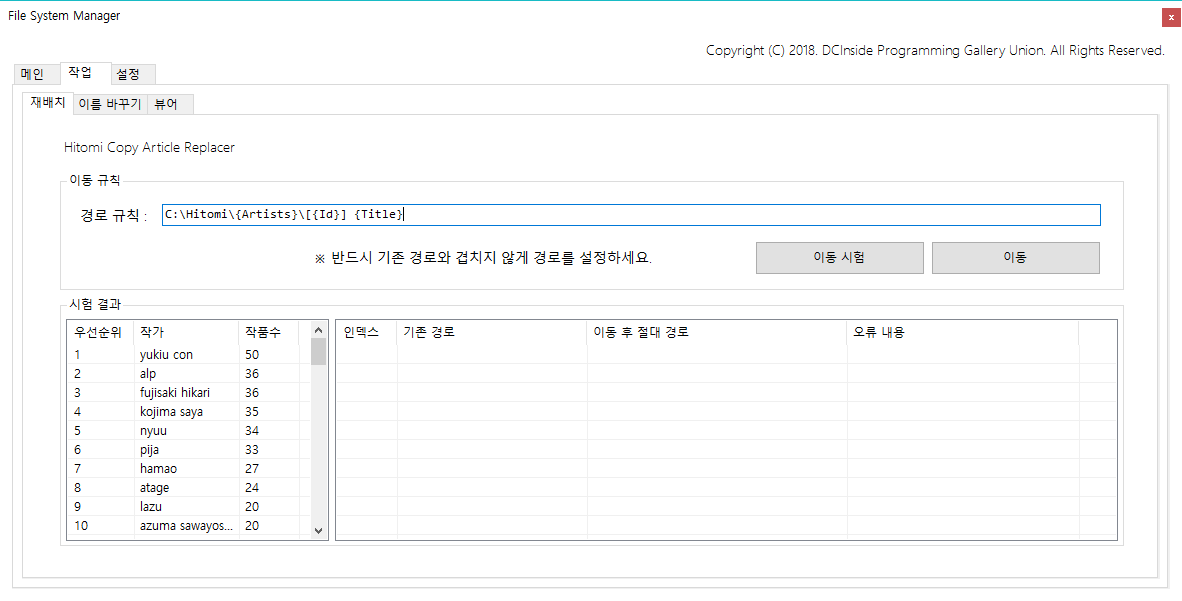 File System Manager
x
Copyright (C) 2018. DCInside Programming Gallery Union. All Rights Reserved.
메인 작업 설정
재배치 이름 바꾸기 뷰어
Hitomi Copy Article Replacer
이동 규칙
경로 규칙 : C:\Hitomi\{Artists}\[{Id}] {Title}
※ 반드시 기존 경로와 겹치지 않게 경로를 설정하세요. 이동 시험 이동
시험 결과
우선순위 작가 작품수 인덱스 기존 경로 이동 후 절대 경로 오류 내용
1 yukiu con 50
2 alp 36
3 fujisaki hikari 36
4 kojima saya 35
5 nyuu 34
6 pija 33
7 hamao 27
8 atage 24
9 lazu 20
10 azuma sawayos... 20